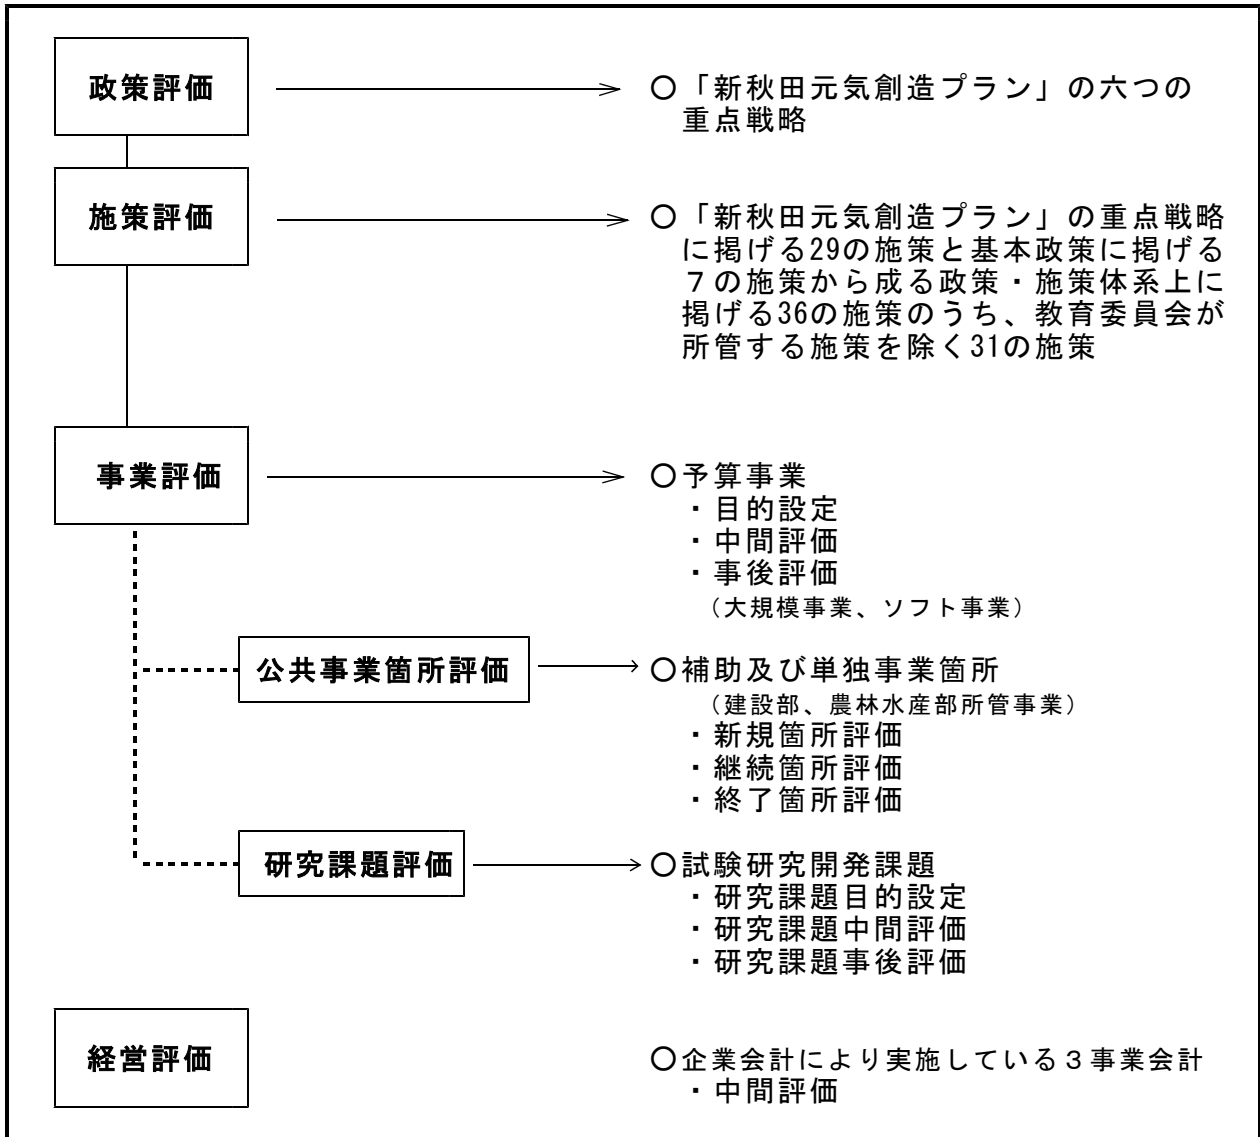 政策評価
〇「新秋田元気創造プラン」の六つの
重点戦略
施策評価
〇「新秋田元気創造プラン」の重点戦略
に掲げる29の施策と基本政策に掲げる
７の施策から成る政策・施策体系上に
掲げる36の施策のうち、教育委員会が
所管する施策を除く31の施策
事業評価
〇予算事業
・目的設定
・中間評価
・事後評価
（大規模事業、ソフト事業）
公共事業箇所評価
〇補助及び単独事業箇所
（建設部、農林水産部所管事業）
・新規箇所評価
・継続箇所評価
・終了箇所評価
研究課題評価
〇試験研究開発課題
・研究課題目的設定
・研究課題中間評価
・研究課題事後評価
経営評価
〇企業会計により実施している３事業会計
・中間評価